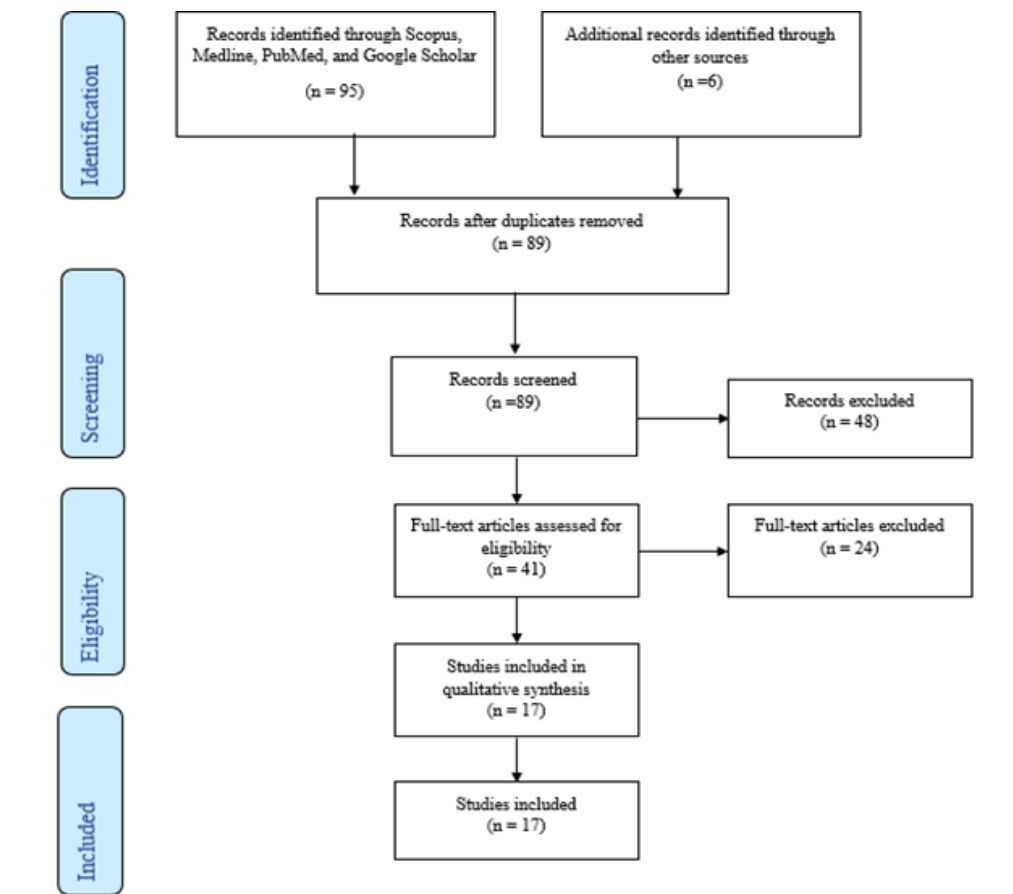 Identification
Records identified through Scopus,
Medline, PubMed, and Google Scholar
(n = 95)
Additional records identified through
other sources
(n =6)
Records after duplicates removed
(n = 89)
Screening
Records screened
(n =89)
Records excluded
(n = 48)
Eligibility
Full-text articles assessed for
eligibility
(n = 41)
Full-text articles excluded
(n = 24)
Studies included in
qualitative synthesis
(n = 17)
Included
Studies included
(n = 17)